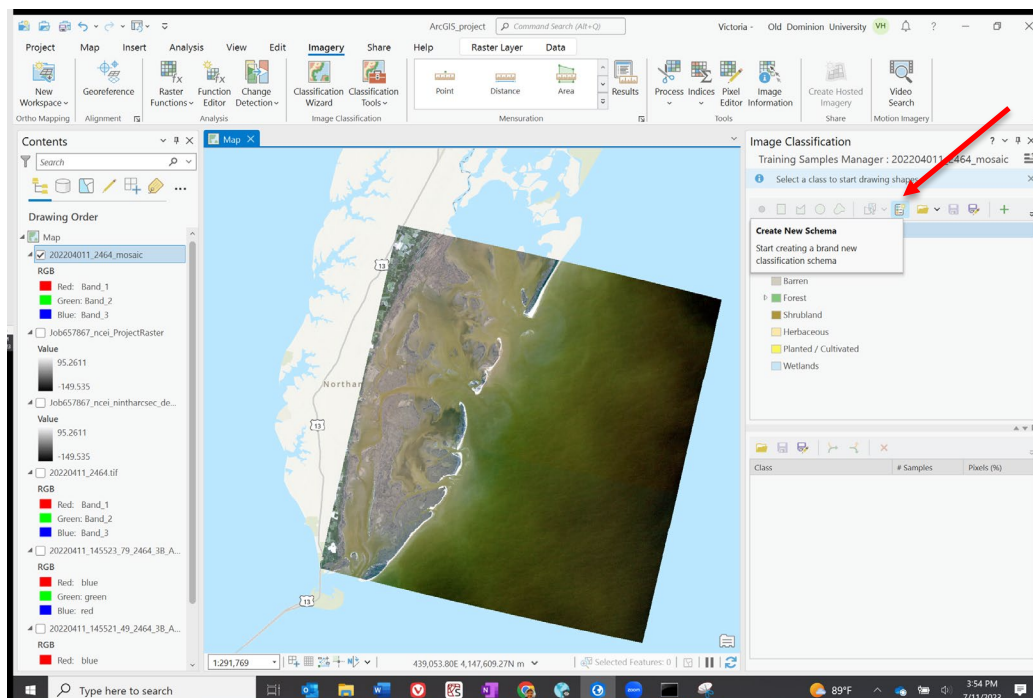 ArcGIS_project
Command Search (Alt+Q)
Victoria - Old Dominion University
VH
?
Project Map Insert Analysis View Edit Imagery Share Help Raster Layer Data
New Workspace
Georeference
Raster Functions
Function Editor
Change Detection
Classification Wizard
Classification Tools
Point
Distance
Area
Results
Process
Indices
Pixel Editor
Image Information
Create Hosted Imagery
Video Search
Ortho Mapping
Alignment
Analysis
Image Classification
Mensuration
Tools
Share
Motion Imagery
Contents
Search
Drawing Order
Map
202204011_2464_mosaic
RGB
Red: Band_1
Green: Band_2
Blue: Band_3
Job657867_ncei_ProjectRaster
Value
95.2611
-149.535
Job657867_ncei_nintharcsec_de...
Value
95.2611
-149.535
20220411_2464.tif
RGB
Red: Band_1
Green: Band_2
Blue: Band_3
20220411_145523_79_2464_3B_A...
RGB
Red: blue
Green: green
Blue: red
20220411_145521_49_2464_3B_A...
RGB
Red: blue
Map
13
Northam
13
13
1:291,769
439,053.80E 4,147,609.27N m
Selected Features: 0
Image Classification
?
Training Samples Manager : 202204011_2464_mosaic
Select a class to start drawing shapes
Create New Schema
Start creating a brand new
classification schema
Barren
Forest
Shrubland
Herbaceous
Planted / Cultivated
Wetlands
Class # Samples Pixels (%)
Type here to search
89°F
3:54 PM
7/11/2023